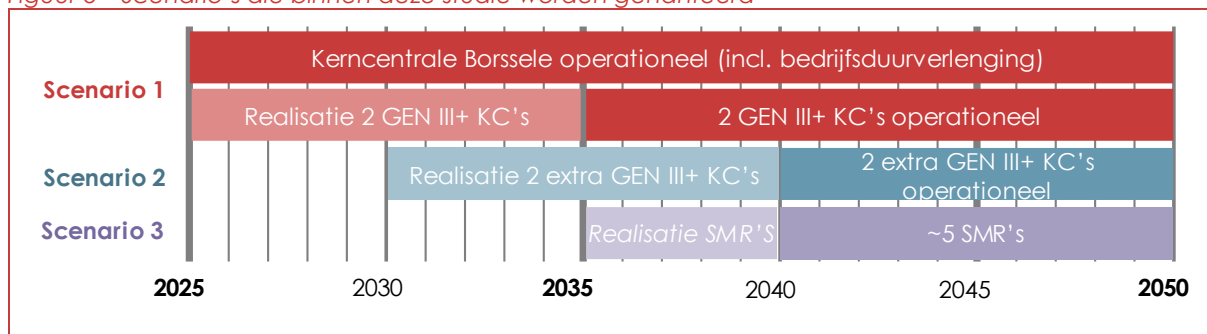 Kerncentrale Borssele operationeel (incl. bedrijfsduurverlenging)
Scenario 1
Realisatie 2 GEN III+ KC's
2 GEN III+ KC's operationeel
Scenario 2
Realisatie 2 extra GEN III+ KC's
2 extra GEN III+ KC's
operationeel
Scenario 3
Realisatie SMR'S
~5 SMR's
2025
2030
2035
2040
2045
2050